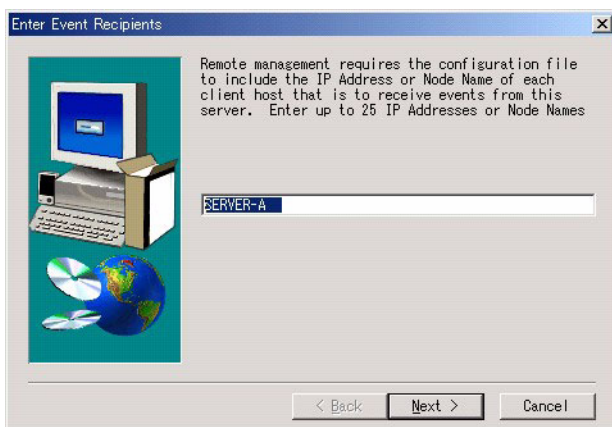 Enter Event Recipients
Remote management requires the configuration file
to include the IP Address or Node Name of each
client host that is to receive events from this
server.  Enter up to 25 IP Addresses or Node Names
SERVER-A
< Back
Next >
Cancel